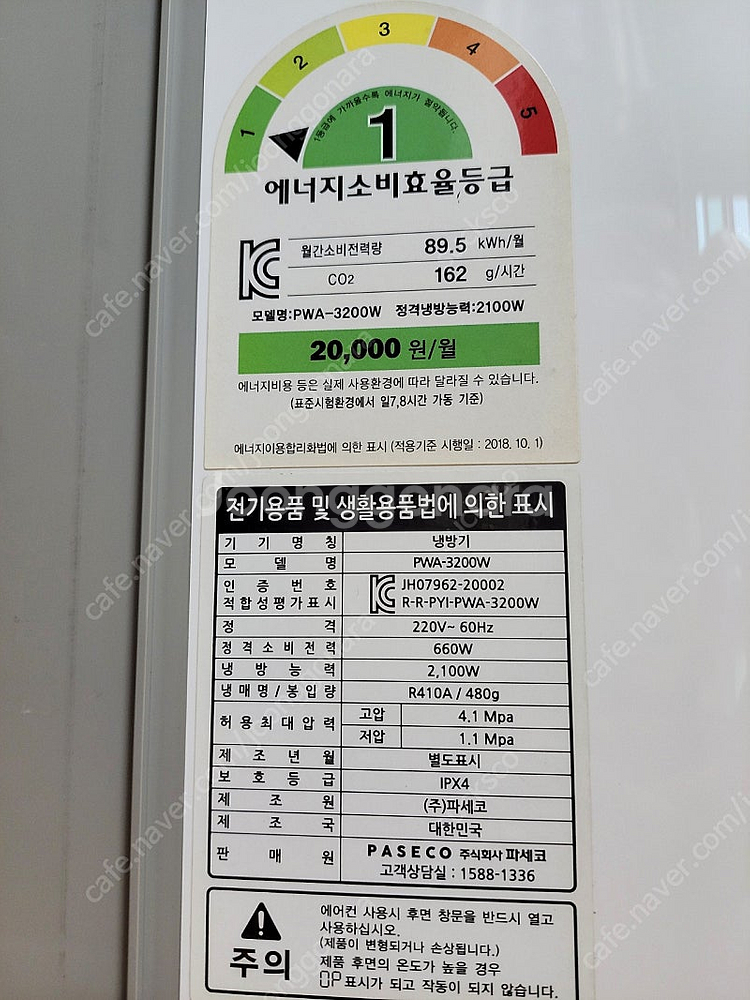 1 2 3 4 5
1등급에 가까울수록 에너지가 절약됩니다.
1
에너지소비효율등급
월간소비전력량 89.5 kWh/월
CO2 162 g/시간
모델명:PWA-3200W 정격냉방능력:2100W
20,000 원/월
에너지비용 등은 실제 사용환경에 따라 달라질 수 있습니다.
(표준시험환경에서 일7,8시간 가동 기준)
에너지이용합리화법에 의한 표시 (적용기준 시행일 : 2018. 10. 1)
전기용품 및 생활용품법에 의한 표시
기기명칭 냉방기
모델명 PWA-3200W
인증번호 JH07962-20002
적합성평가표시 R-R-PYI-PWA-3200W
정격 220V~ 60Hz
정격소비전력 660W
냉방능력 2,100W
냉매명/봉입량 R410A / 480g
허용최대압력 고압 4.1 Mpa
저압 1.1 Mpa
제조년월 별도표시
보호등급 IPX4
제조원 (주)파세코
제조국 대한민국
판매원 PASECO 주식회사 파세코
고객상담실 : 1588-1336
주의
에어컨 사용시 후면 창문을 반드시 열고
사용하십시오.
(제품이 변형되거나 손상됩니다.)
제품 후면의 온도가 높을 경우
OP 표시가 되고 작동이 되지 않습니다.
cafe.naver.com/joonggonara